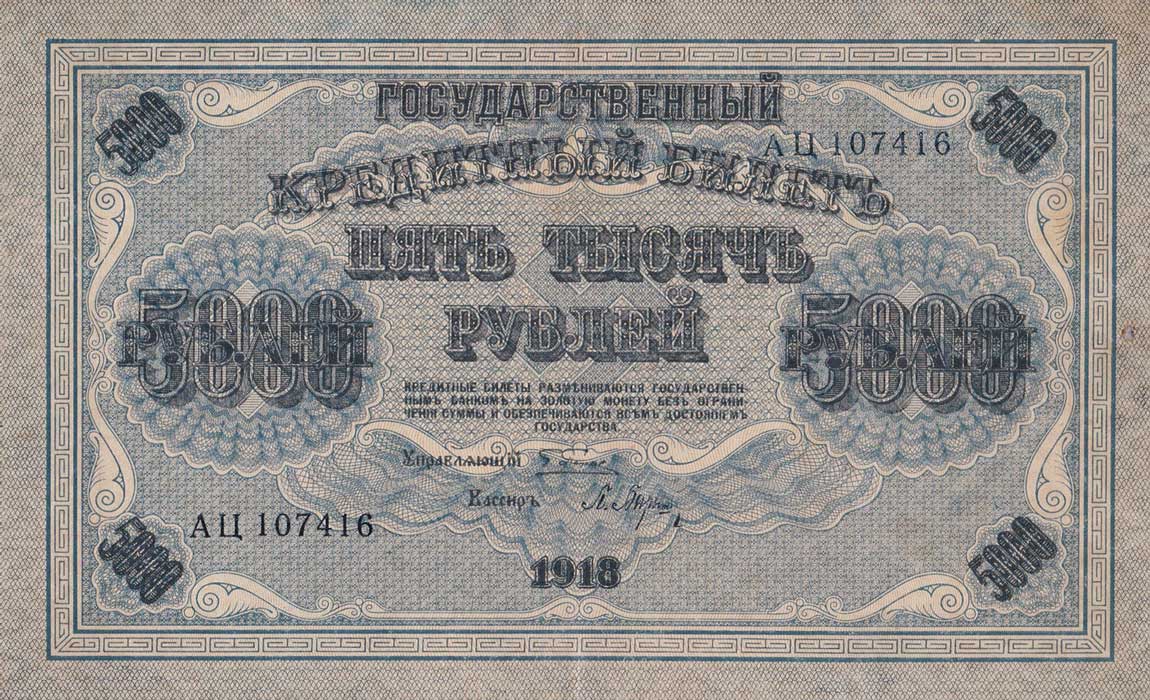 5000
5000
ГОСУДАРСТВЕННЫЙ
КРЕДИТНЫЙ БИЛЕТЪ
АЦ 107416
ПЯТЬ ТЫСЯЧЪ
РУБЛЕЙ
5000
РУБЛЕЙ
5000
РУБЛЕЙ
КРЕДИТНЫЕ БИЛЕТЫ РАЗМѢНИВАЮТСЯ ГОСУДАРСТВЕН-
НЫМЪ БАНКОМЪ НА ЗОЛОТУЮ МОНЕТУ БЕЗЪ ОГРАНИ-
ЧЕНІЯ СУММЫ И ОБЕЗПЕЧИВАЮТСЯ ВСѢМЪ ДОСТОЯНІЕМЪ
ГОСУДАРСТВА.
Управляющій
Кассиръ
АЦ 107416
1918
5000
5000